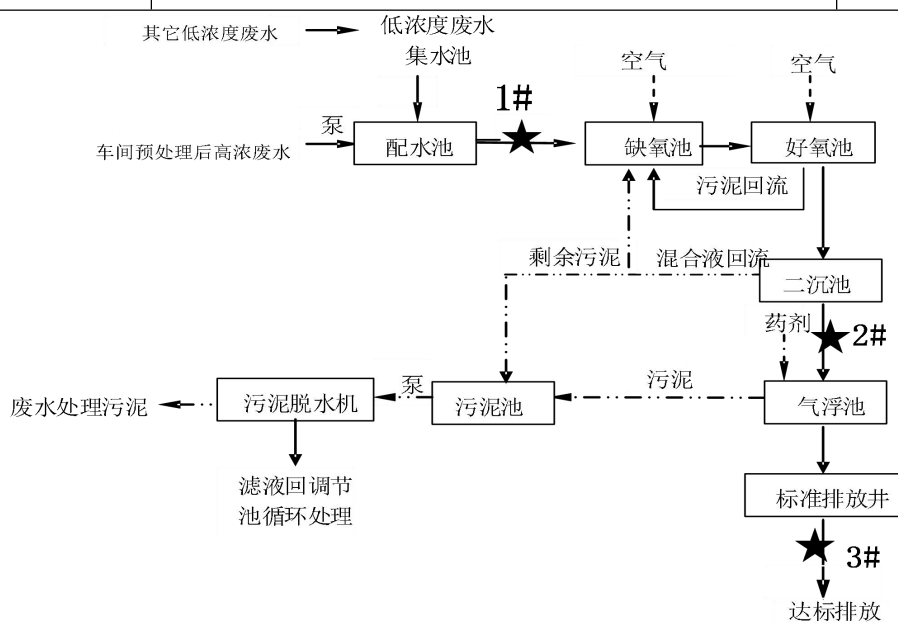 其它低浓度废水
低浓度废水
集水池
空气
空气
1#
泵
车间预处理后高浓废水
配水池
缺氧池
好氧池
污泥回流
剩余污泥
混合液回流
二沉池
药剂
2#
污泥
泵
废水处理污泥
污泥脱水机
污泥池
气浮池
滤液回调节
池循环处理
标准排放井
3#
达标排放